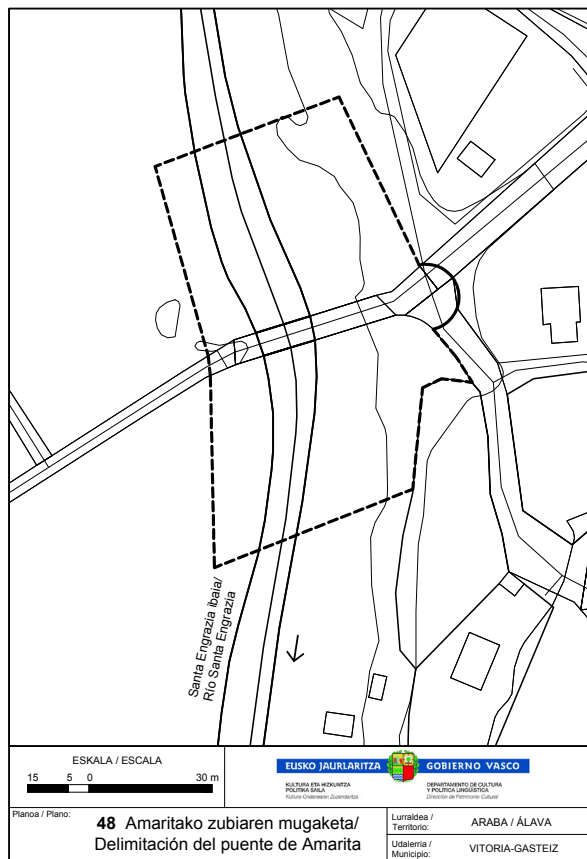 Santa Engrazia ibaia/
Río Santa Engrazia
ESKALA / ESCALA
15 5 0 30 m
EUSKO JAURLARITZA GOBIERNO VASCO
KULTURA ETA HIZKUNTZA
POLITIKA SAILA
Kultura Ondarearen Zuzendaritza
DEPARTAMENTO DE CULTURA
Y POLÍTICA LINGÜÍSTICA
Dirección de Patrimonio Cultural
Planoa / Plano:
48 Amaritako zubiaren mugaketa/
Delimitación del puente de Amarita
Lurraldea /
Territorio:
ARABA / ÁLAVA
Udalerria /
Municipio:
VITORIA-GASTEIZ